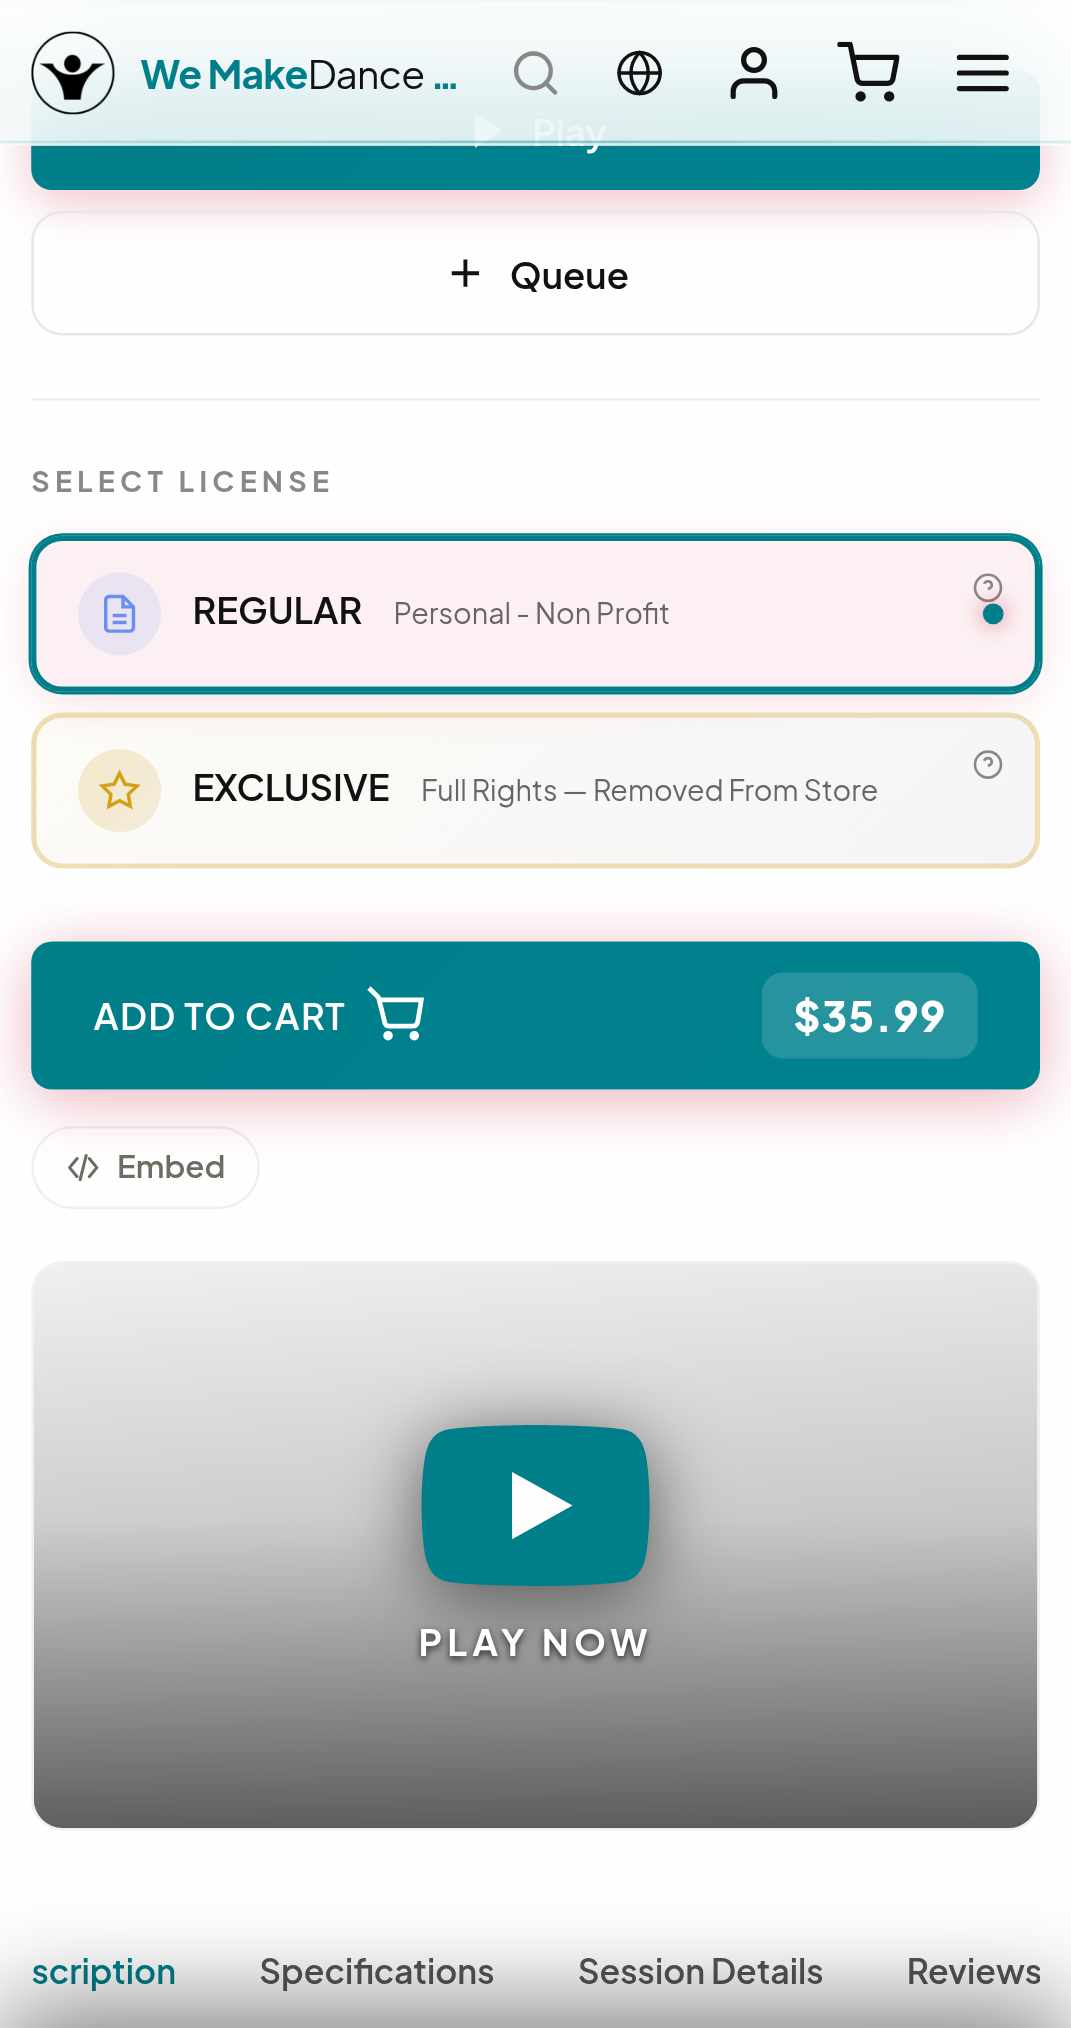 We MakeDance ...
Play
Queue
SELECT LICENSE
REGULAR Personal - Non Profit
EXCLUSIVE Full Rights — Removed From Store
ADD TO CART $35.99
Embed
PLAY NOW
scription Specifications Session Details Reviews